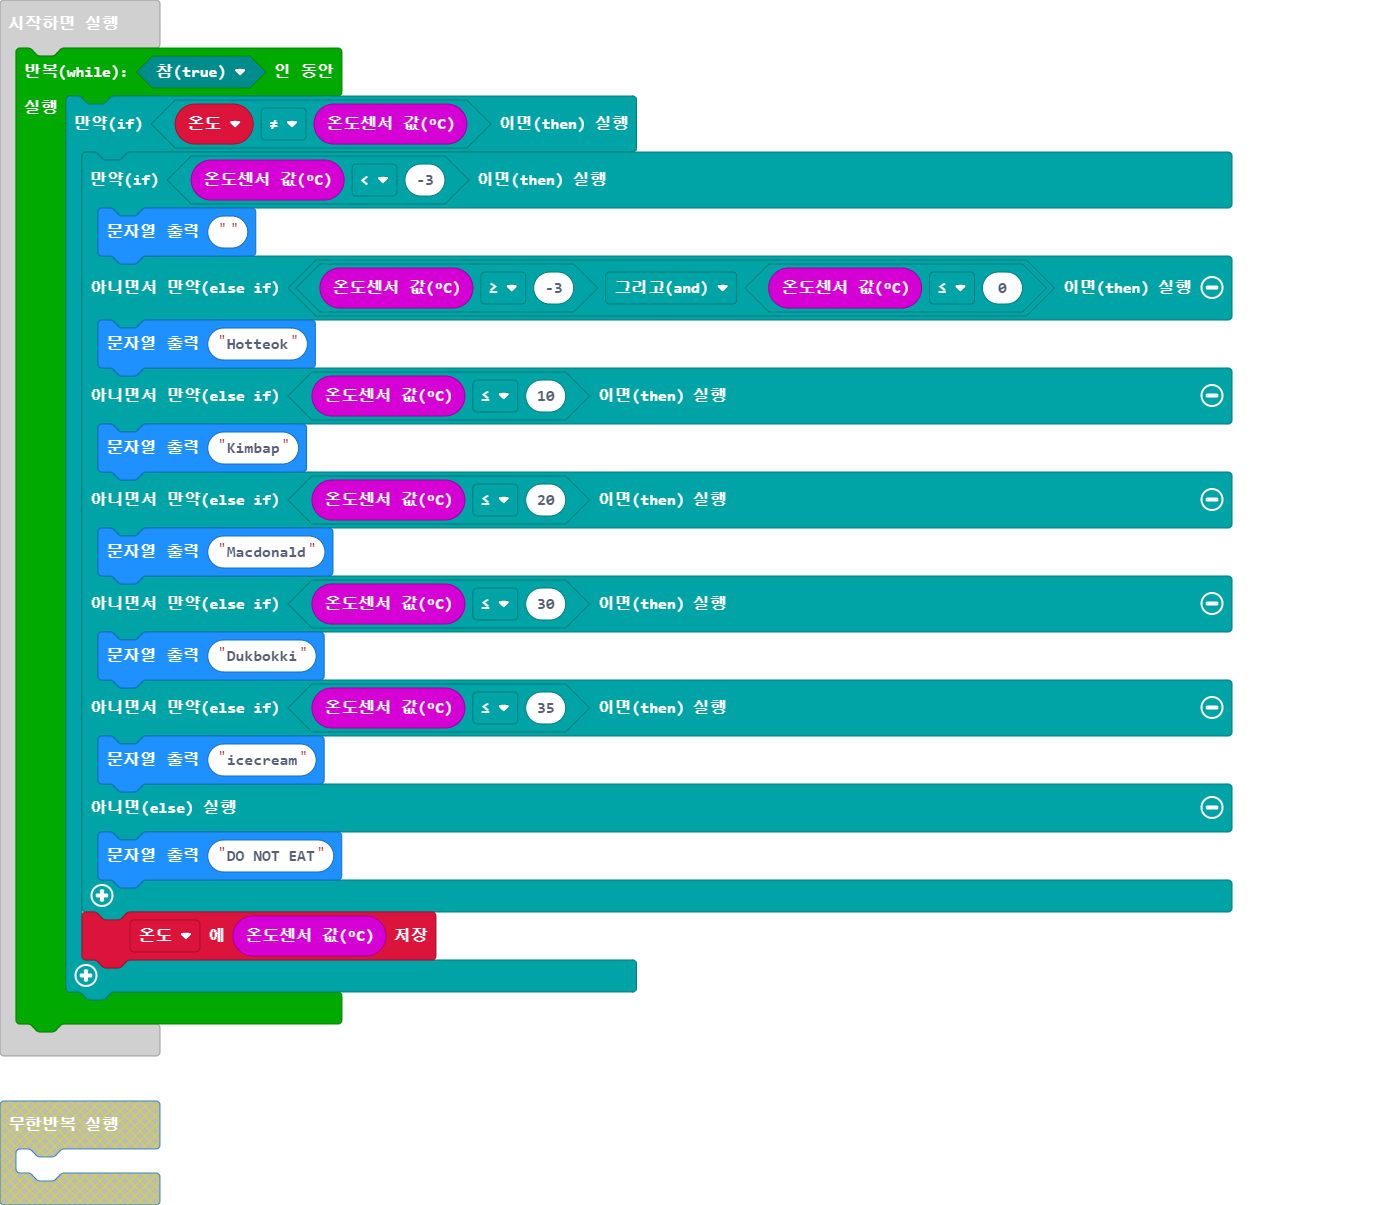 시작하면 실행
반복(while): 참(true) 인 동안
실행
만약(if) 온도 ≠ 온도센서 값(ºC) 이면(then) 실행
만약(if) 온도센서 값(ºC) < -3 이면(then) 실행
문자열 출력 " "
아니면서 만약(else if) 온도센서 값(ºC) ≥ -3 그리고(and) 온도센서 값(ºC) ≤ 0 이면(then) 실행
문자열 출력 "Hotteok"
아니면서 만약(else if) 온도센서 값(ºC) ≤ 10 이면(then) 실행
문자열 출력 "Kimbap"
아니면서 만약(else if) 온도센서 값(ºC) ≤ 20 이면(then) 실행
문자열 출력 "Macdonald"
아니면서 만약(else if) 온도센서 값(ºC) ≤ 30 이면(then) 실행
문자열 출력 "Dukbokki"
아니면서 만약(else if) 온도센서 값(ºC) ≤ 35 이면(then) 실행
문자열 출력 "icecream"
아니면(else) 실행
문자열 출력 "DO NOT EAT"
온도 에 온도센서 값(ºC) 저장
무한반복 실행